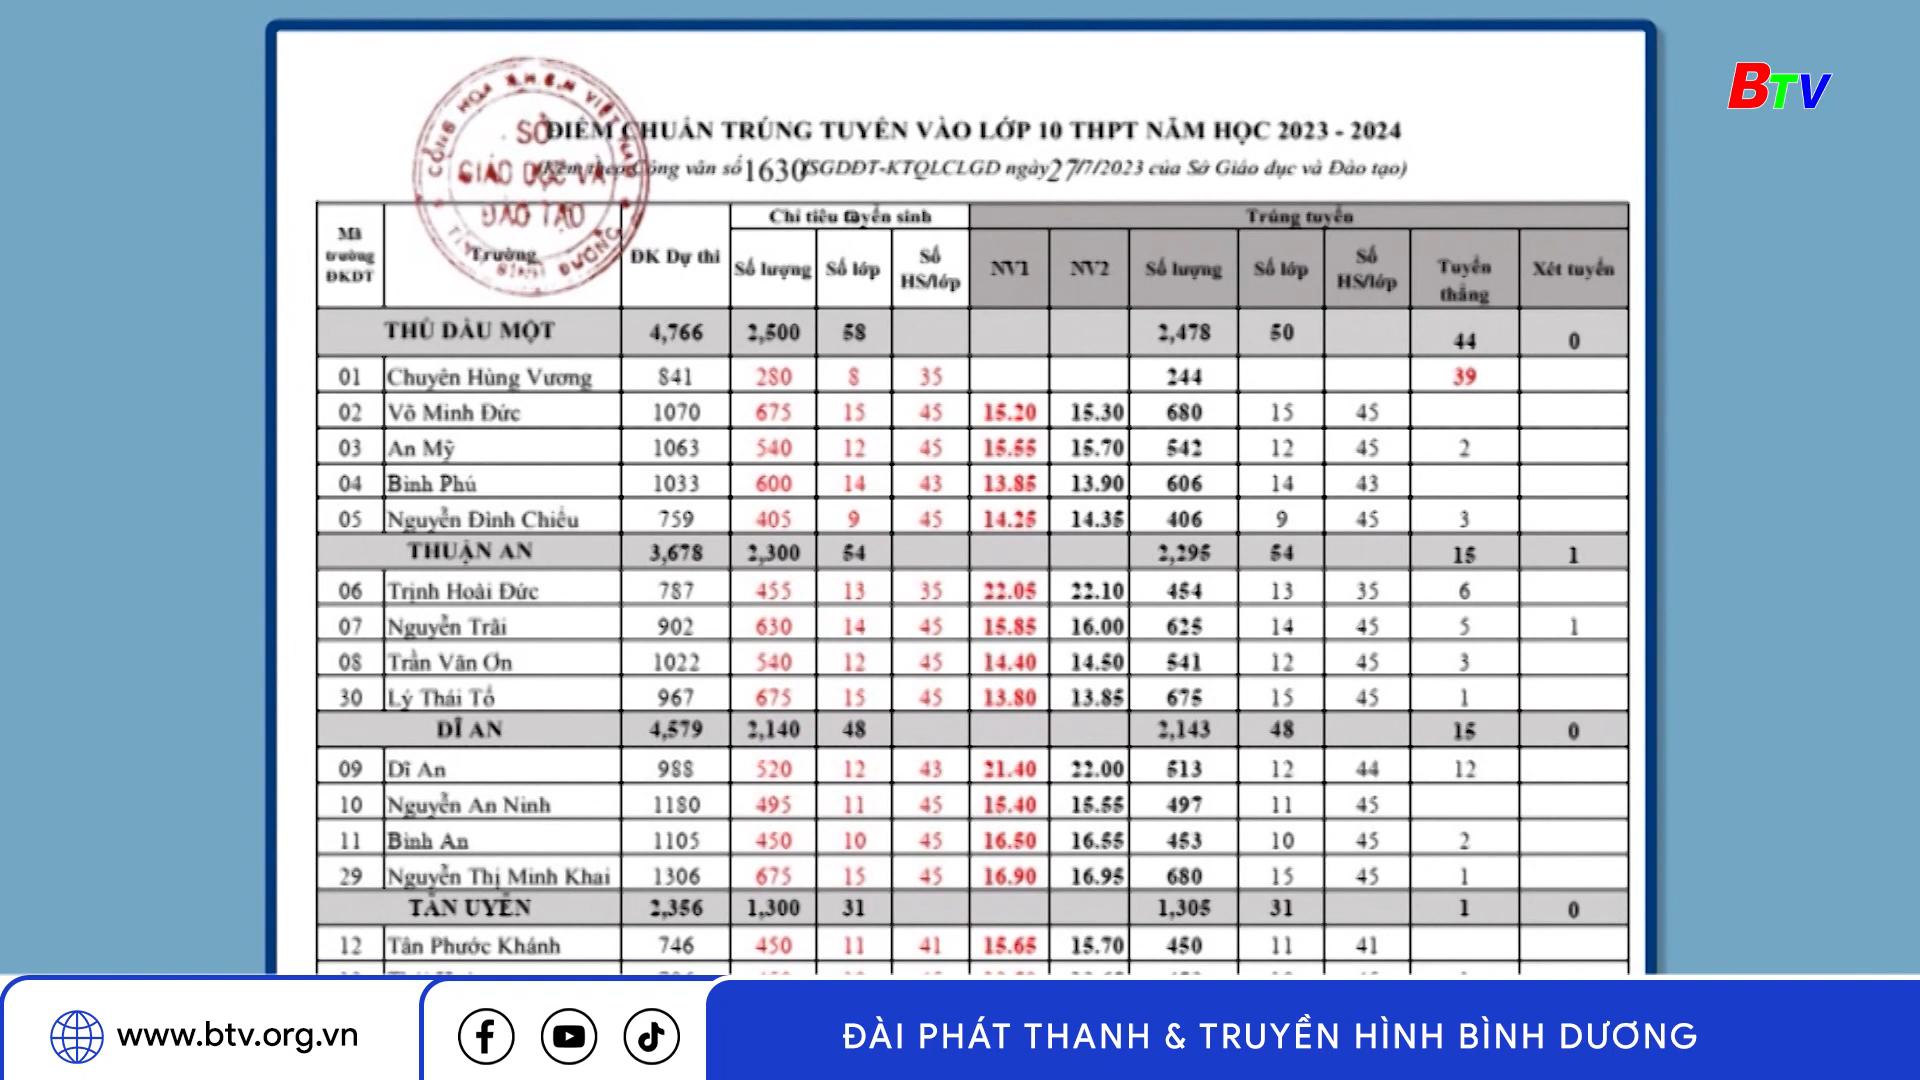 BTV
CỘNG HOA
SỞ
GIÁO DỤC VÀ
ĐÀO TẠO
ĐIỂM CHUẨN TRÚNG TUYỂN VÀO LỚP 10 THPT NĂM HỌC 2023 - 2024
(Kèm theo Công văn số 1630/SGDĐT-KTQLCLGD ngày 27/7/2023 của Sở Giáo dục và Đào tạo)
Mã trường ĐKDT Trường ĐK Dự thi Chỉ tiêu tuyển sinh Trúng tuyển
Số lượng Số lớp Số HS/lớp NV1 NV2 Số lượng Số lớp Số HS/lớp Tuyển thẳng Xét tuyển
THỦ DẦU MỘT 4,766 2,500 58 2,478 50 44 0
01 Chuyên Hùng Vương 841 280 8 35 244 39
02 Võ Minh Đức 1070 675 15 45 15.20 15.30 680 15 45
03 An Mỹ 1063 540 12 45 15.55 15.70 542 12 45 2
04 Bình Phú 1033 600 14 43 13.85 13.90 606 14 43
05 Nguyễn Đình Chiểu 759 405 9 45 14.25 14.35 406 9 45 3
THUẬN AN 3,678 2,300 54 2,295 54 15 1
06 Trịnh Hoài Đức 787 455 13 35 22.05 22.10 454 13 35 6
07 Nguyễn Trãi 902 630 14 45 15.85 16.00 625 14 45 5 1
08 Trần Văn Ơn 1022 540 12 45 14.40 14.50 541 12 45 3
30 Lý Thái Tổ 967 675 15 45 13.80 13.85 675 15 45 1
DĨ AN 4,579 2,140 48 2,143 48 15 0
09 Dĩ An 988 520 12 43 21.40 22.00 513 12 44 12
10 Nguyễn An Ninh 1180 495 11 45 15.40 15.55 497 11 45
11 Bình An 1105 450 10 45 16.50 16.55 453 10 45 2
29 Nguyễn Thị Minh Khai 1306 675 15 45 16.90 16.95 680 15 45 1
TÂN UYÊN 2,356 1,300 31 1,305 31 1 0
12 Tân Phước Khánh 746 450 11 41 15.65 15.70 450 11 41
www.btv.org.vn
ĐÀI PHÁT THANH & TRUYỀN HÌNH BÌNH DƯƠNG